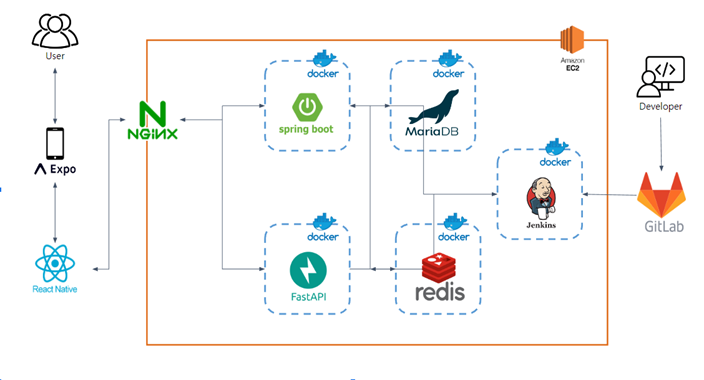 User
Expo
React Native
NGiNX
docker
spring boot
docker
MariaDB
Amazon
EC2
docker
Jenkins
docker
FastAPI
docker
redis
Developer
GitLab